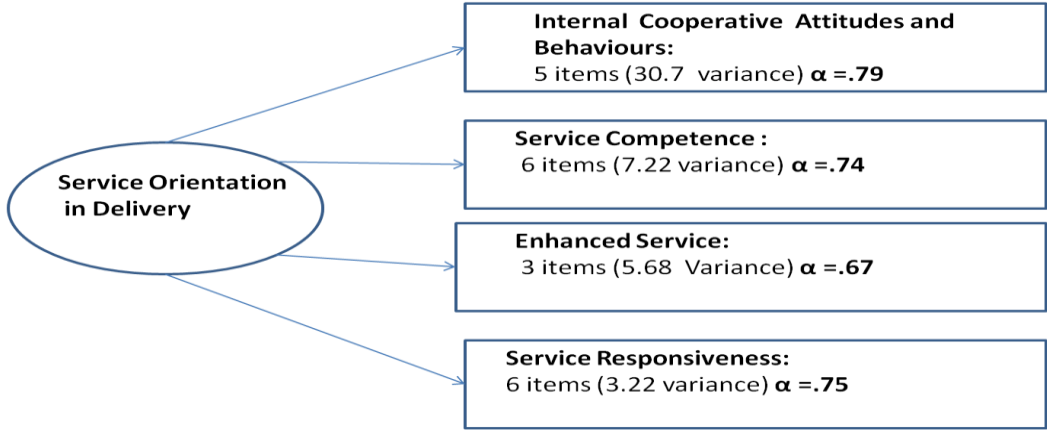 Internal Cooperative Attitudes and
Behaviours:
5 items (30.7 variance) α =.79
Service Competence :
6 items (7.22 variance) α =.74
Service Orientation
in Delivery
Enhanced Service:
3 items (5.68 Variance) α =.67
Service Responsiveness:
6 items (3.22 variance) α =.75